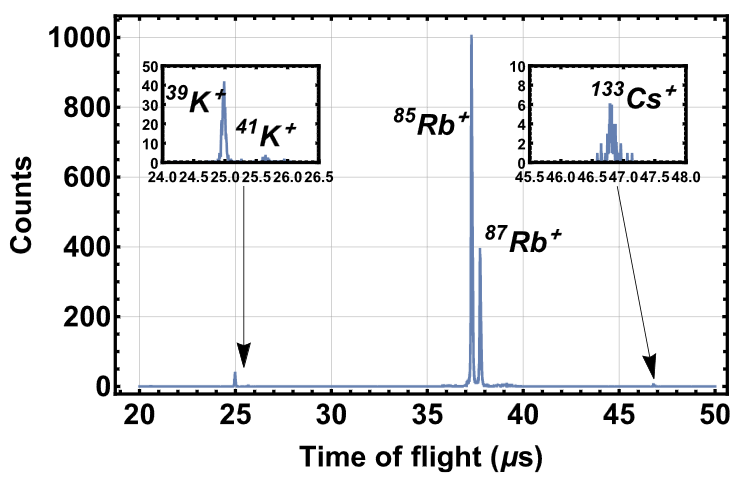 1000
800
600
400
200
0
Counts
20 25 30 35 40 45 50
Time of flight (μs)
50
40
30
20
10
0
24.0 24.5 25.0 25.5 26.0 26.5
³⁹K⁺
⁴¹K⁺
⁸⁵Rb⁺
⁸⁷Rb⁺
10
8
6
4
2
0
45.5 46.0 46.5 47.0 47.5 48.0
¹³³Cs⁺